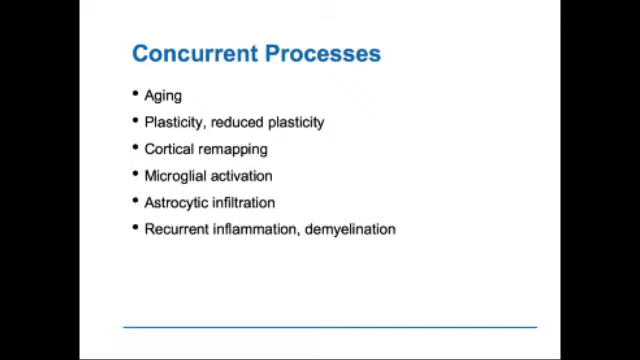 Concurrent Processes
• Aging
• Plasticity, reduced plasticity
• Cortical remapping
• Microglial activation
• Astrocytic infiltration
• Recurrent inflammation, demyelination